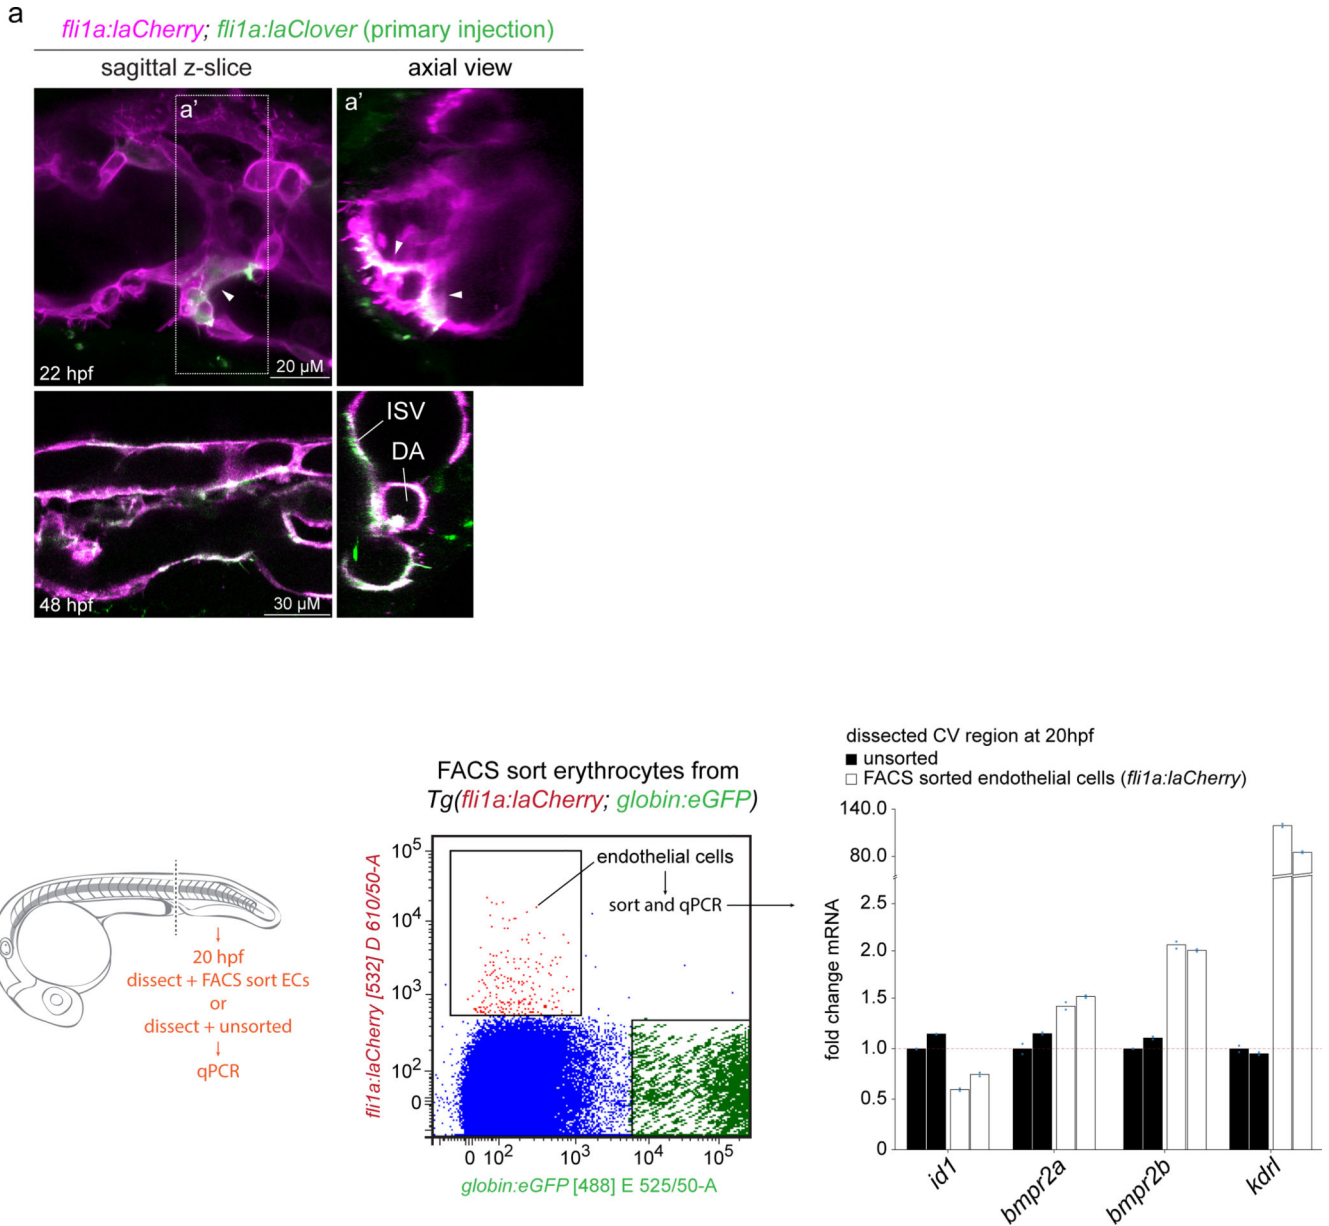 a
fli1a:laCherry; fli1a:laClover (primary injection)
sagittal z-slice
axial view
a'
a'
22 hpf
20 µM
ISV
DA
48 hpf
30 µM
20 hpf
dissect + FACS sort ECs
or
dissect + unsorted
qPCR
FACS sort erythrocytes from
Tg(fli1a:laCherry; globin:eGFP)
fli1a:laCherry [532] D 610/50-A
10⁵
10⁴
10³
10²
0
endothelial cells
sort and qPCR
0 10² 10³ 10⁴ 10⁵
globin:eGFP [488] E 525/50-A
dissected CV region at 20hpf
unsorted
FACS sorted endothelial cells (fli1a:laCherry)
fold change mRNA
140.0
80.0
2.5
2.0
1.5
1.0
0.5
0
id1
bmpr2a
bmpr2b
kdrl